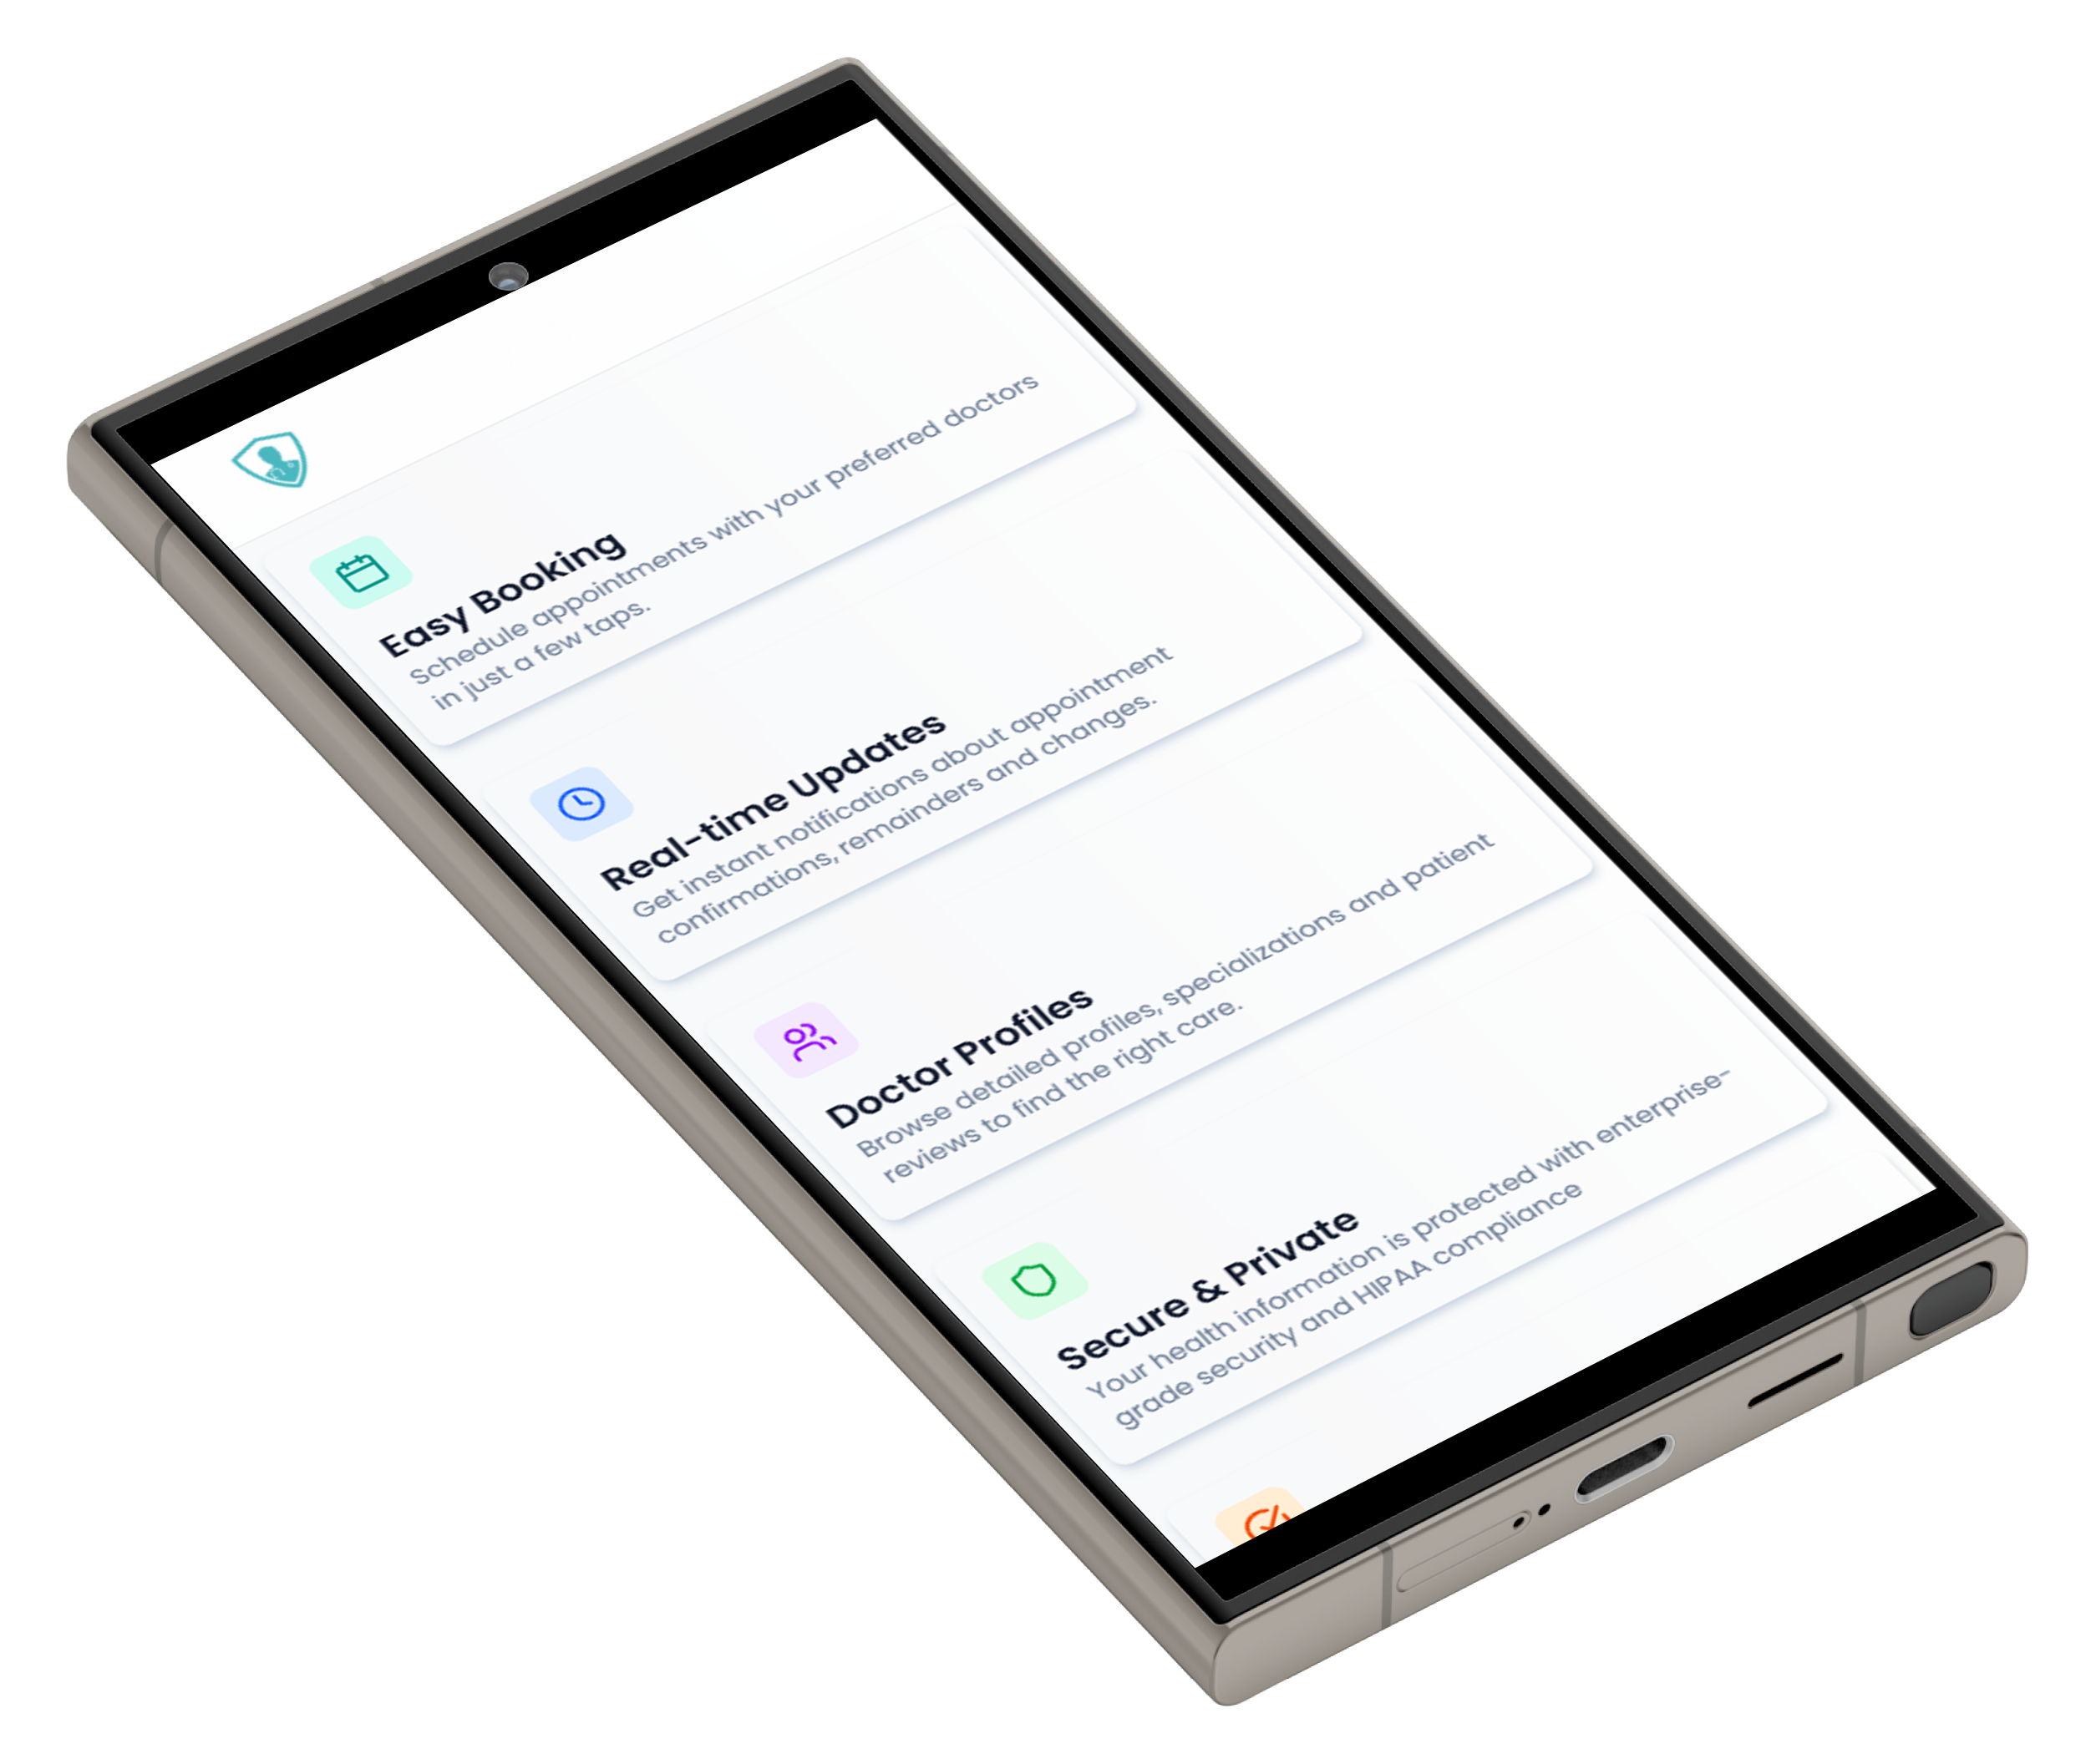 Easy Booking
Schedule appointments with your preferred doctors
in just a few taps.
Real-time Updates
Get instant notifications about appointment
confirmations, remainders and changes.
Doctor Profiles
Browse detailed profiles, specializations and patient
reviews to find the right care.
Secure & Private
Your health information is protected with enterprise-
grade security and HIPAA compliance